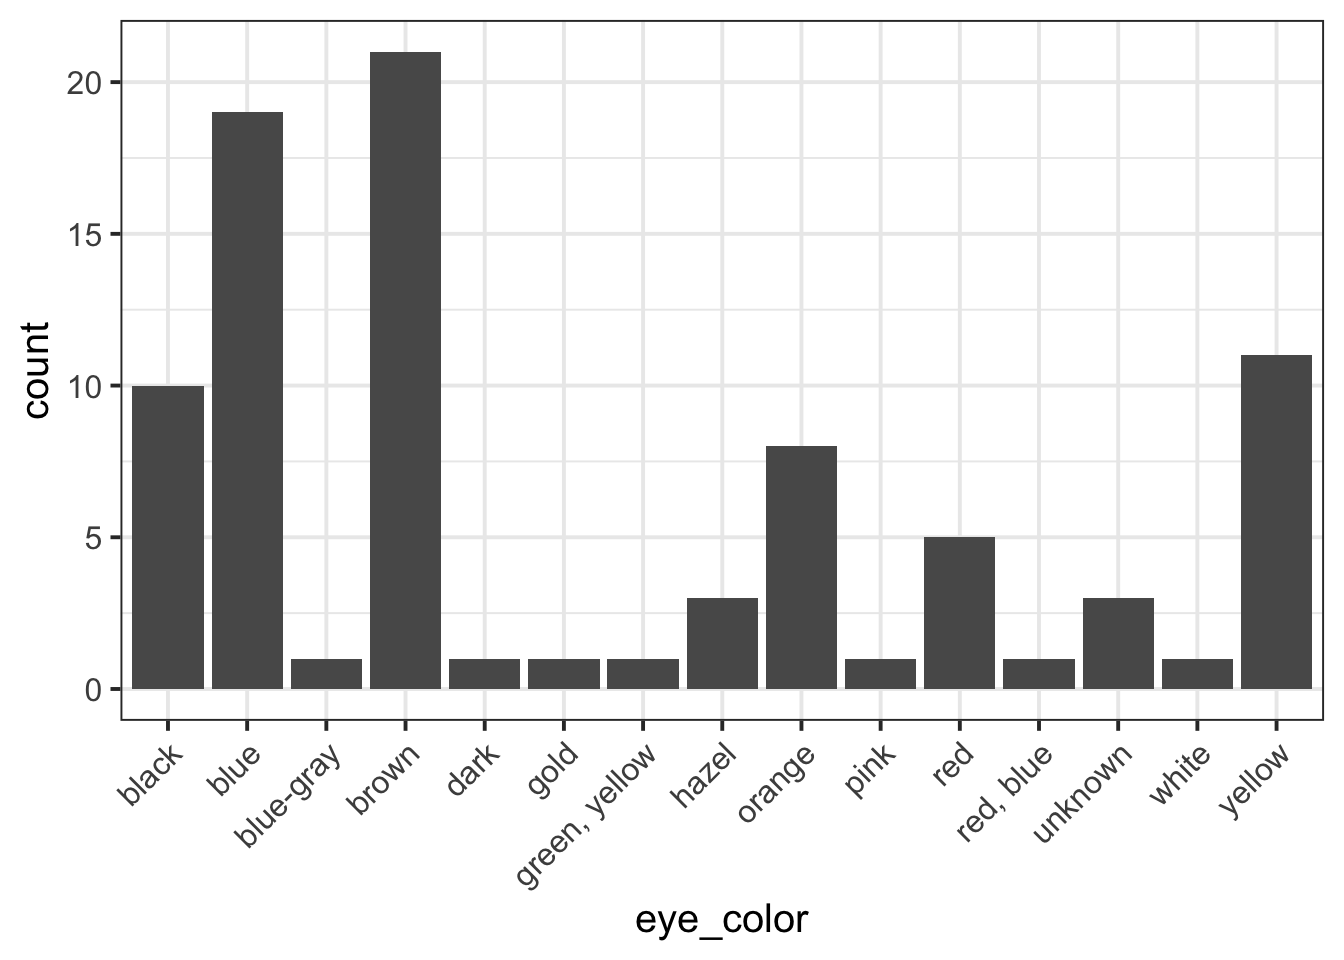 20
15
10
5
0
count
black
blue
blue-gray
brown
dark
gold
green, yellow
hazel
orange
pink
red
red, blue
unknown
white
yellow
eye_color